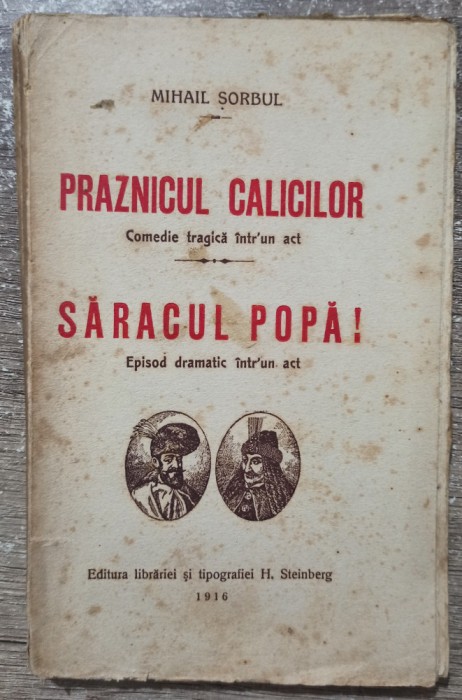 MIHAIL SORBUL
PRAZNICUL CALICILOR
Comedie tragică într'un act
SĂRACUL POPĂ!
Episod dramatic într'un act
Editura librăriei și tipografiei H. Steinberg
1916